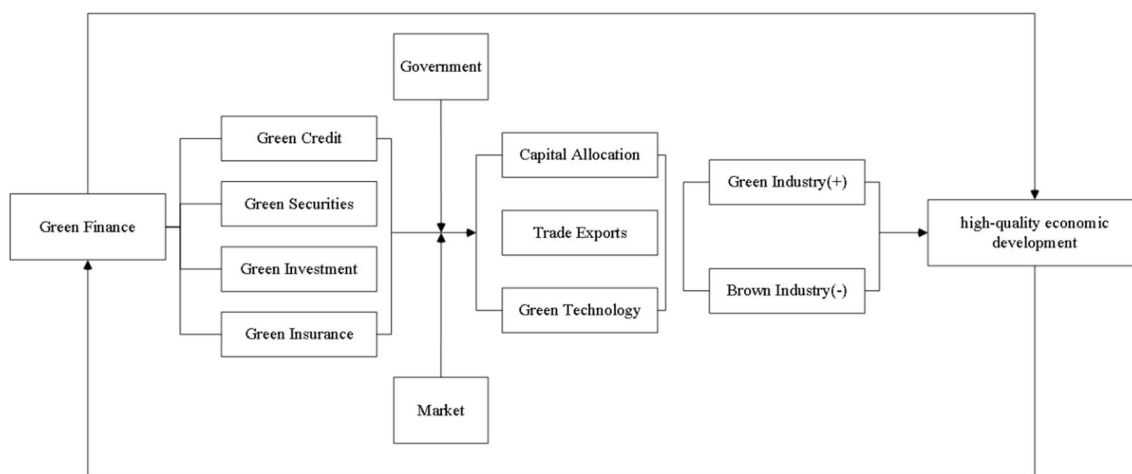 Government
Green Credit
Capital Allocation
Green Industry(+)
Green Finance
Green Securities
Trade Exports
high-quality economic
development
Green Investment
Brown Industry(-)
Green Technology
Green Insurance
Market